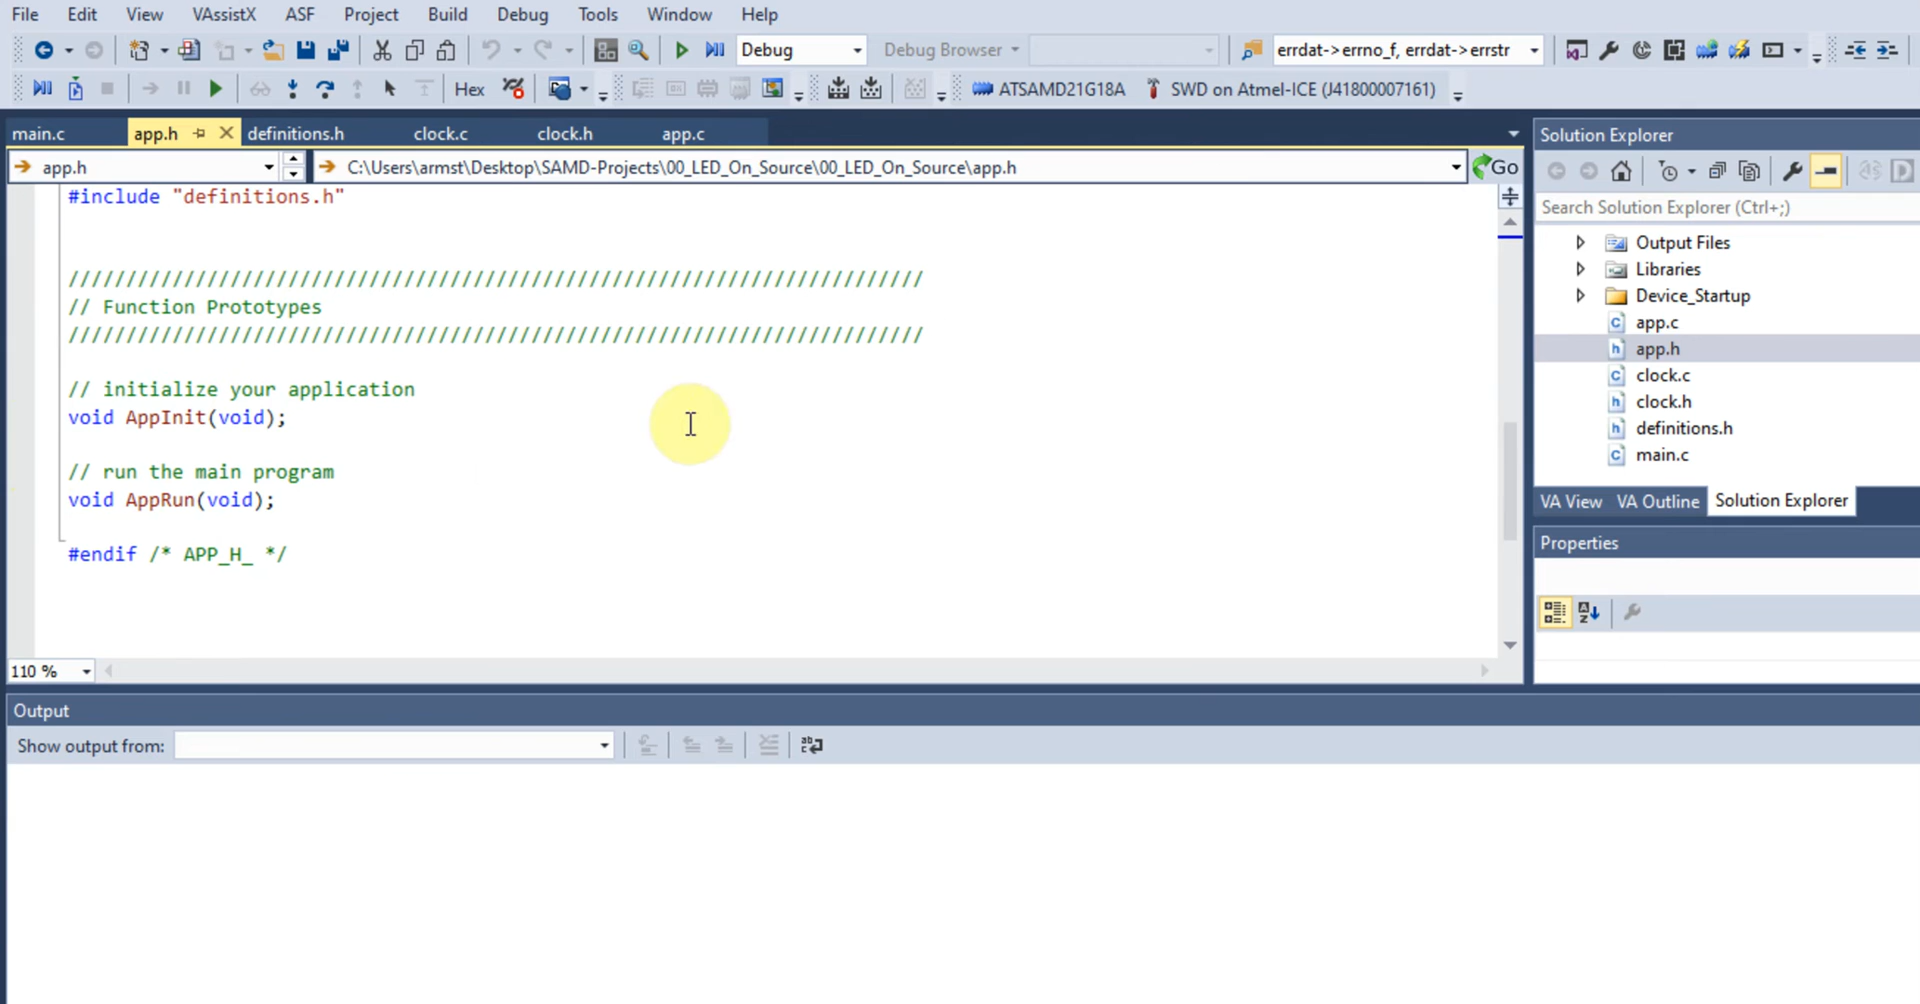 File Edit View VAssistX ASF Project Build Debug Tools Window Help
Debug Debug Browser errdat->errno_f, errdat->errstr
Hex ATSAMD21G18A SWD on Atmel-ICE (J41800007161)
main.c app.h definitions.h clock.c clock.h app.c
app.h C:\Users\armst\Desktop\SAMD-Projects\00_LED_On_Source\00_LED_On_Source\app.h Go
#include "definitions.h"
//////////////////////////////////////////////////////////////////////////
// Function Prototypes
//////////////////////////////////////////////////////////////////////////
// initialize your application
void AppInit(void);
// run the main program
void AppRun(void);
#endif /* APP_H_ */
110 %
Solution Explorer
Search Solution Explorer (Ctrl+;)
Output Files
Libraries
Device_Startup
app.c
app.h
clock.c
clock.h
definitions.h
main.c
VA View VA Outline Solution Explorer
Properties
Output
Show output from: